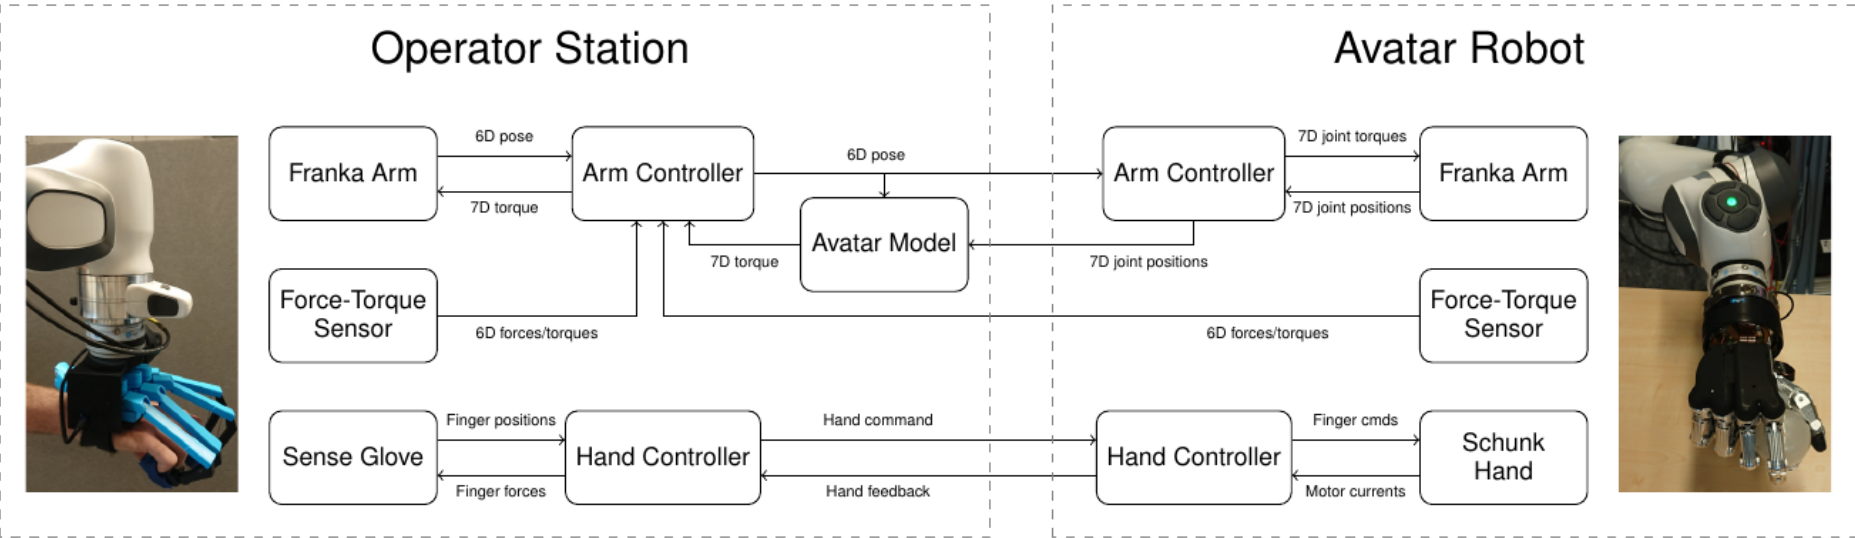 Operator Station
Avatar Robot
Franka Arm
6D pose
7D torque
Arm Controller
6D pose
Avatar Model
7D torque
7D joint positions
Arm Controller
7D joint torques
7D joint positions
Franka Arm
Force-Torque
Sensor
6D forces/torques
6D forces/torques
Force-Torque
Sensor
Sense Glove
Finger positions
Finger forces
Hand Controller
Hand command
Hand feedback
Hand Controller
Finger cmds
Motor currents
Schunk
Hand